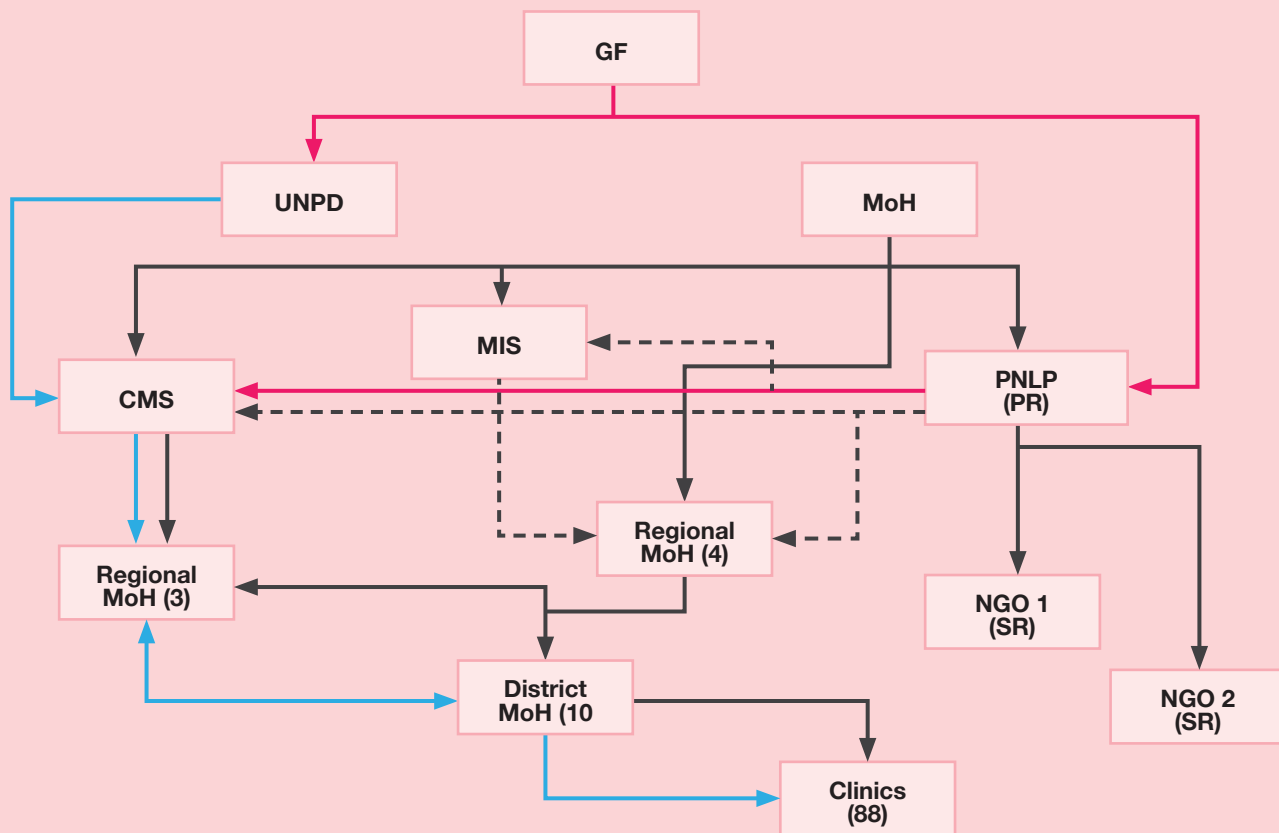 GF
UNPD
MoH
MIS
CMS
PNLP
(PR)
Regional
MoH (4)
Regional
MoH (3)
NGO 1
(SR)
District
MoH (10
NGO 2
(SR)
Clinics
(88)